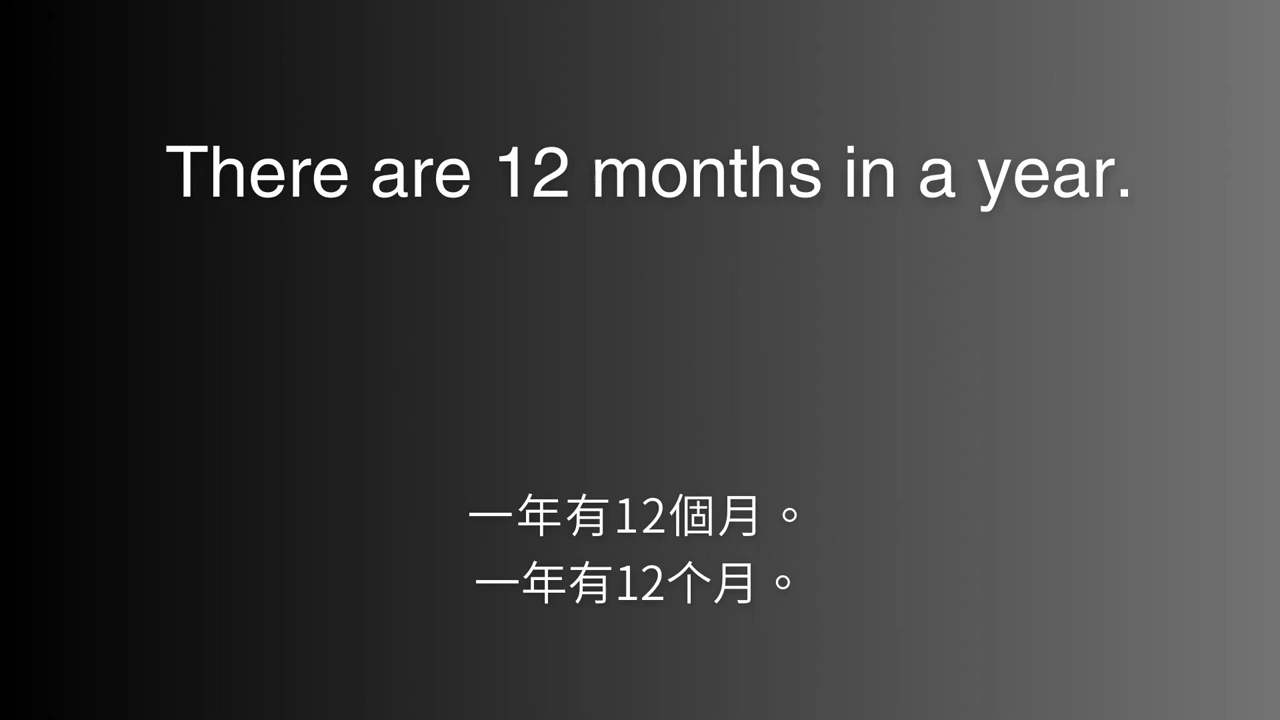 There are 12 months in a year.
一年有12個月。
一年有12个月。